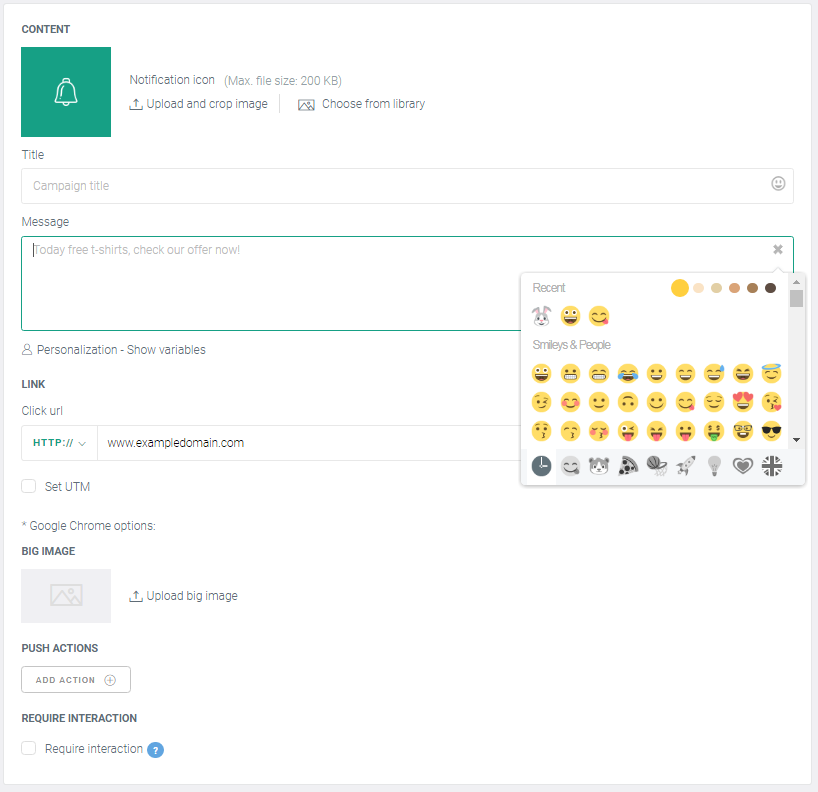 CONTENT
Notification icon (Max. file size: 200 KB)
Upload and crop image Choose from library
Title
Campaign title
Message
Today free t-shirts, check our offer now!
Recent
Smileys & People
Personalization - Show variables
LINK
Click url
HTTP:// www.exampledomain.com
Set UTM
* Google Chrome options:
BIG IMAGE
Upload big image
PUSH ACTIONS
ADD ACTION
REQUIRE INTERACTION
Require interaction ?